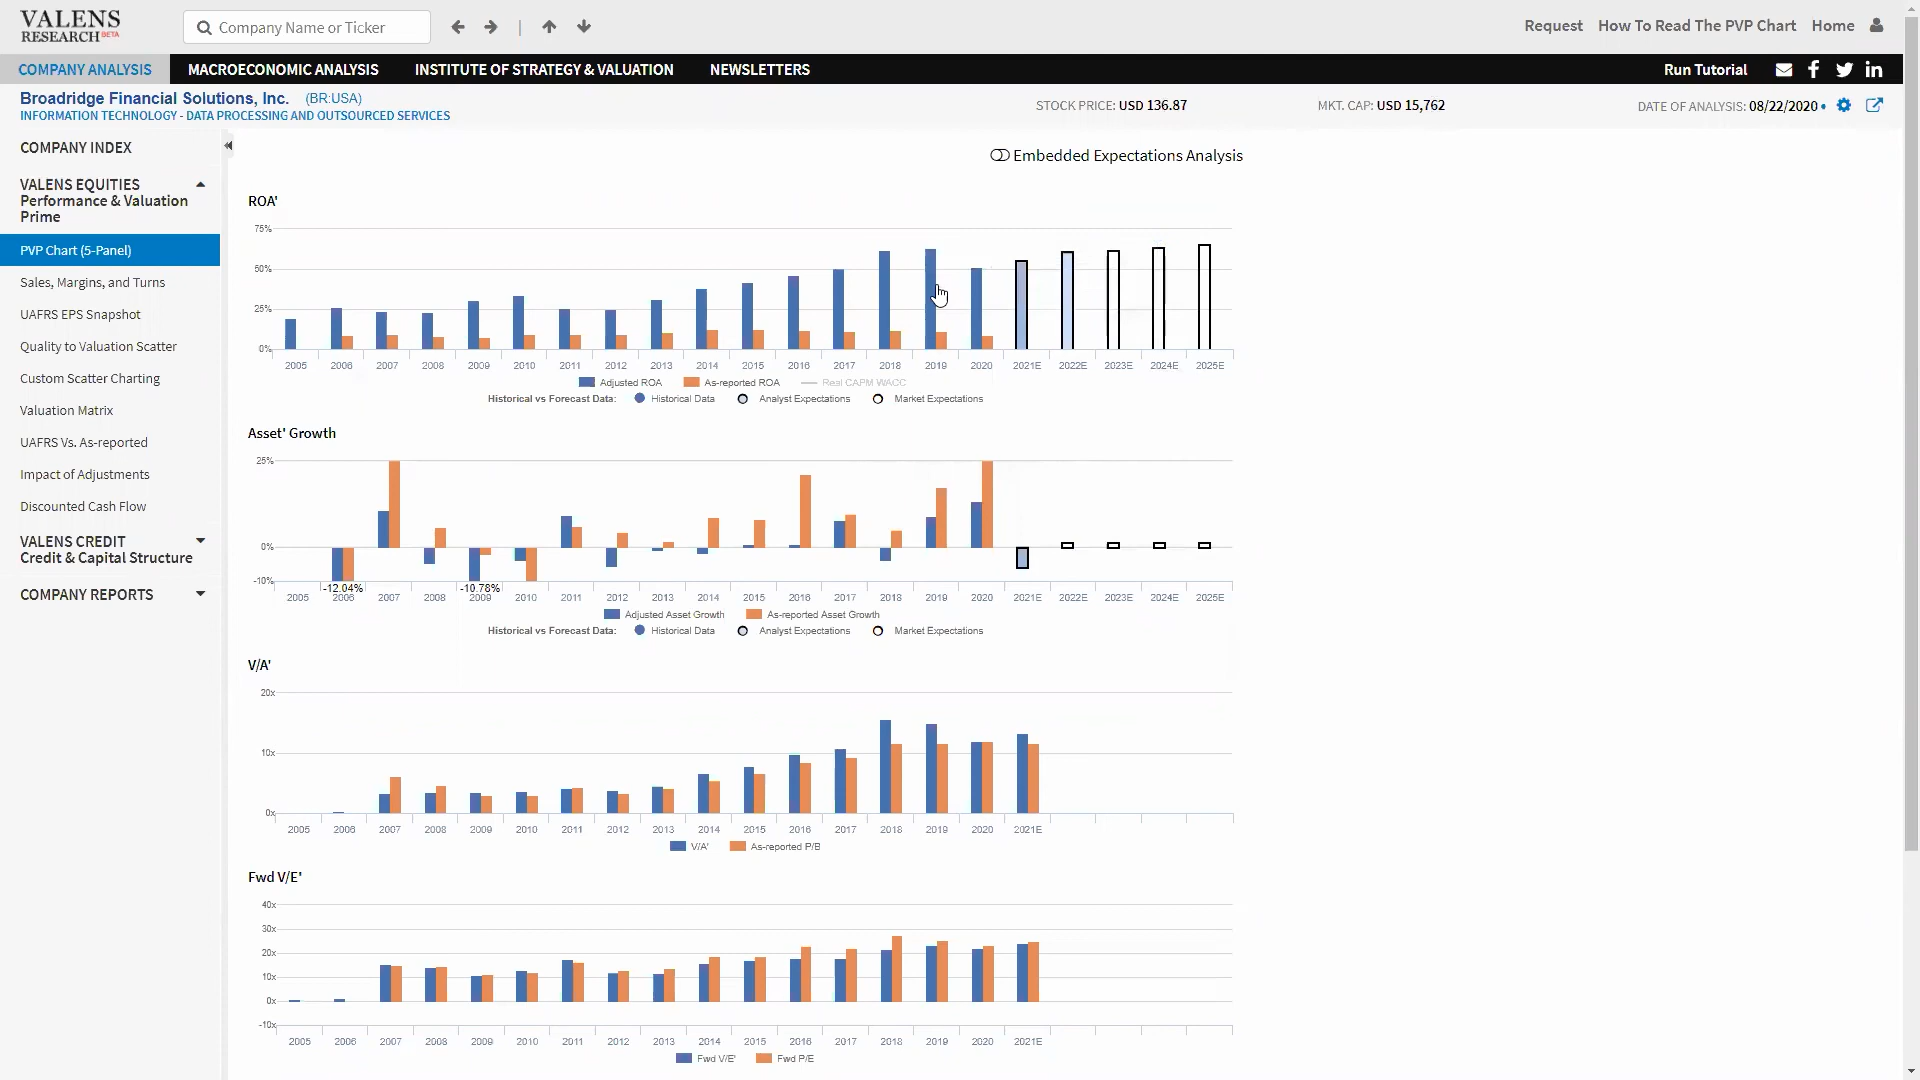 VALENS
RESEARCH BETA
Company Name or Ticker
|
Request How To Read The PVP Chart Home
COMPANY ANALYSIS MACROECONOMIC ANALYSIS INSTITUTE OF STRATEGY & VALUATION NEWSLETTERS Run Tutorial
Broadridge Financial Solutions, Inc. (BR:USA)
INFORMATION TECHNOLOGY - DATA PROCESSING AND OUTSOURCED SERVICES
STOCK PRICE: USD 136.87 MKT. CAP: USD 15,762 DATE OF ANALYSIS: 08/22/2020
COMPANY INDEX
VALENS EQUITIES
Performance & Valuation
Prime
PVP Chart (5-Panel)
Sales, Margins, and Turns
UAFRS EPS Snapshot
Quality to Valuation Scatter
Custom Scatter Charting
Valuation Matrix
UAFRS Vs. As-reported
Impact of Adjustments
Discounted Cash Flow
VALENS CREDIT
Credit & Capital Structure
COMPANY REPORTS
Embedded Expectations Analysis
ROA'
75%
50%
25%
0%
2005 2006 2007 2008 2009 2010 2011 2012 2013 2014 2015 2016 2017 2018 2019 2020 2021E 2022E 2023E 2024E 2025E
Adjusted ROA As-reported ROA Real CAPM WACC
Historical vs Forecast Data: Historical Data Analyst Expectations Market Expectations
Asset' Growth
25%
0%
-10%
-12.04% -10.78%
2005 2006 2007 2008 2009 2010 2011 2012 2013 2014 2015 2016 2017 2018 2019 2020 2021E 2022E 2023E 2024E 2025E
Adjusted Asset Growth As-reported Asset Growth
Historical vs Forecast Data: Historical Data Analyst Expectations Market Expectations
V/A'
20x
10x
0x
2005 2006 2007 2008 2009 2010 2011 2012 2013 2014 2015 2016 2017 2018 2019 2020 2021E
V/A' As-reported P/B
Fwd V/E'
40x
30x
20x
10x
0x
-10x
2005 2006 2007 2008 2009 2010 2011 2012 2013 2014 2015 2016 2017 2018 2019 2020 2021E
Fwd V/E' Fwd P/E